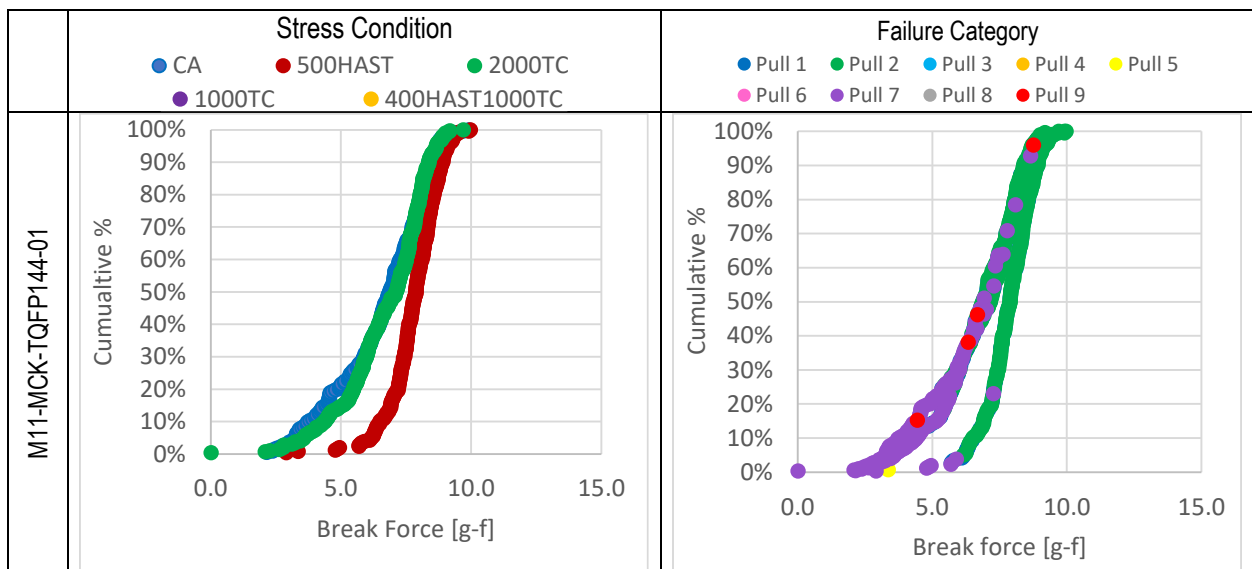 Stress Condition
CA 500HAST 2000TC
1000TC 400HAST1000TC
Failure Category
Pull 1 Pull 2 Pull 3 Pull 4 Pull 5
Pull 6 Pull 7 Pull 8 Pull 9
M11-MCK-TQFP144-01
Cumualtive %
100%
90%
80%
70%
60%
50%
40%
30%
20%
10%
0%
0.0 5.0 10.0 15.0
Break Force [g-f]
Cumulative %
100%
90%
80%
70%
60%
50%
40%
30%
20%
10%
0%
0.0 5.0 10.0 15.0
Break force [g-f]